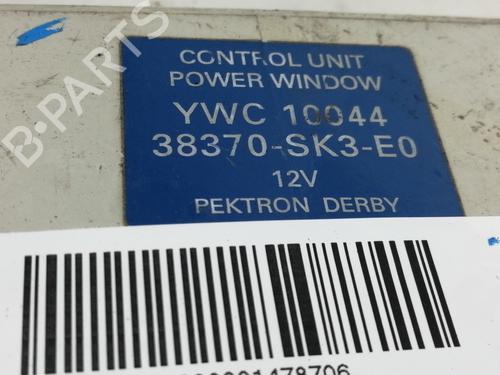 CONTROL UNIT
POWER WINDOW
YWC 10044
38370-SK3-E0
12V
PEKTRON DERBY
B-PARTS